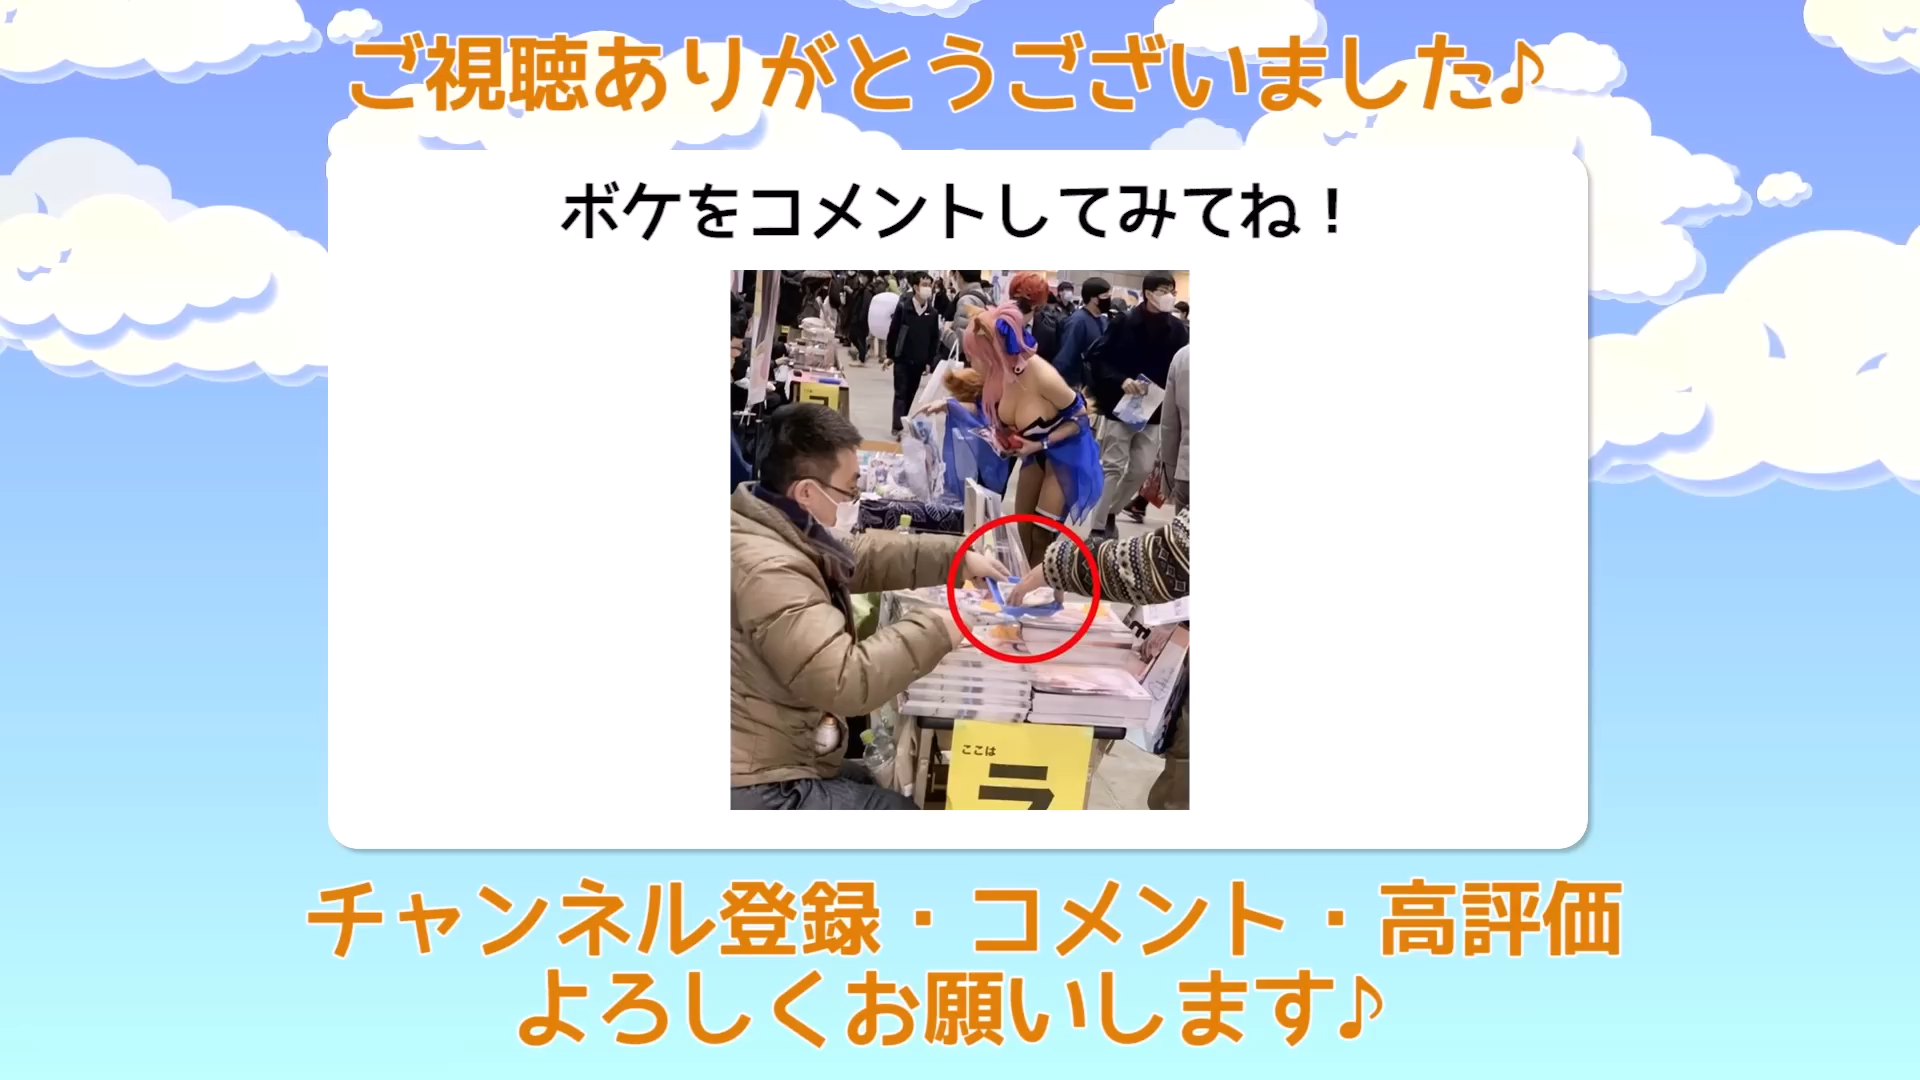 ご視聴ありがとうございました♪
ボケをコメントしてみてね！
ここは
ラ
チャンネル登録・コメント・高評価
よろしくお願いします♪